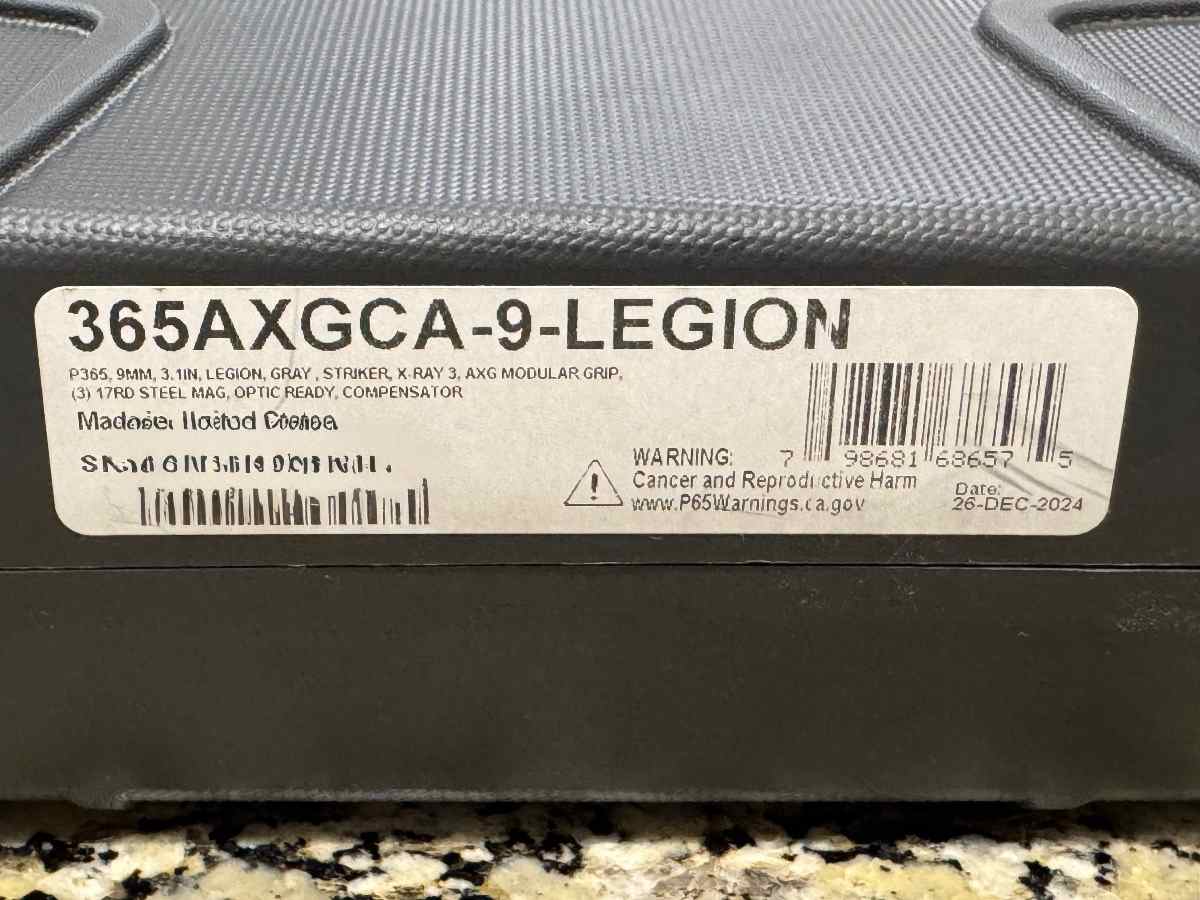 365AXGCA-9-LEGION
P365, 9MM, 3.1IN, LEGION, GRAY , STRIKER, X-RAY 3, AXG MODULAR GRIP,
(3) 17RD STEEL MAG, OPTIC READY, COMPENSATOR
WARNING:
Cancer and Reproductive Harm
www.P65Warnings.ca.gov
7 98681 68657 5
Date:
26-DEC-2024